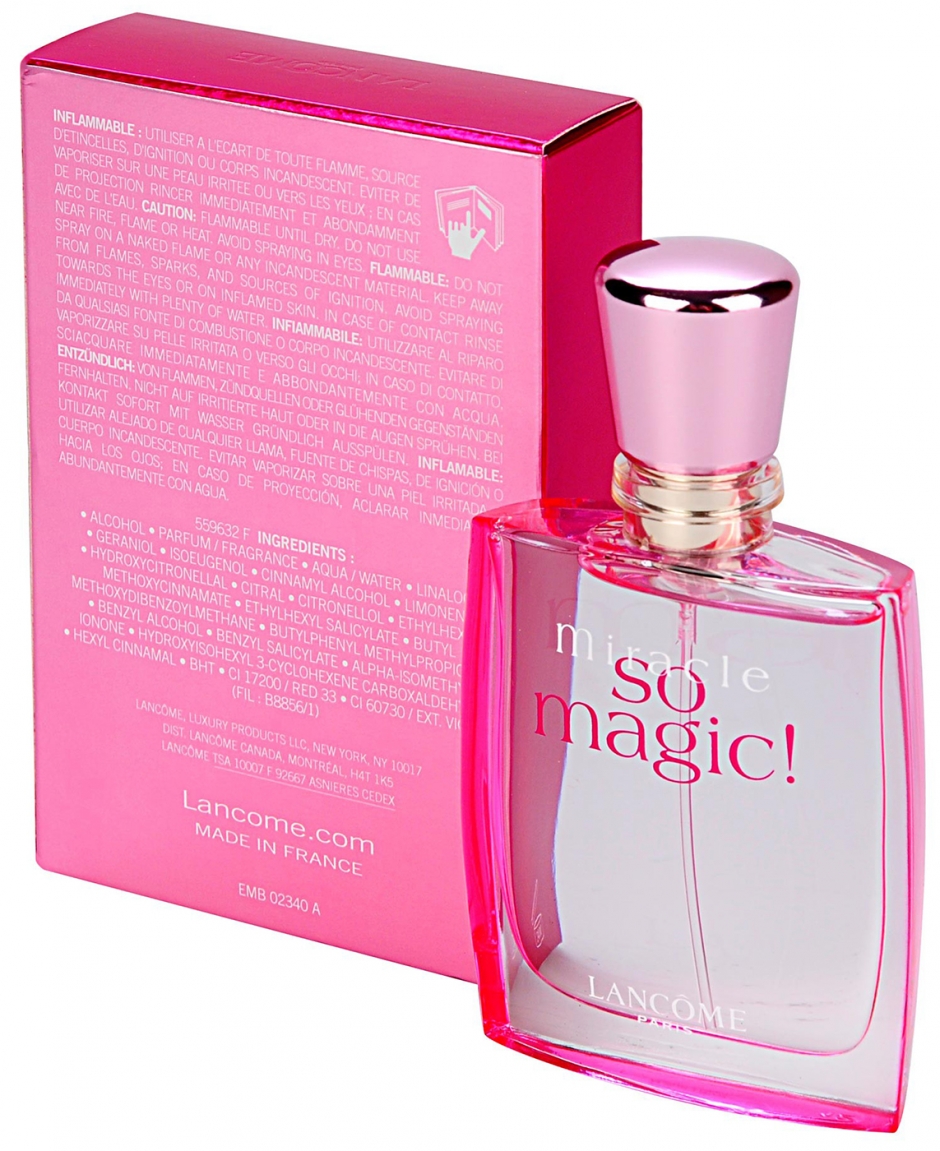 LANCÔME
INFLAMMABLE : UTILISER A L'ECART DE TOUTE FLAMME, SOURCE
D'ETINCELLES, D'IGNITION OU CORPS INCANDESCENT. EVITER DE
VAPORISER SUR UNE PEAU IRRITEE OU VERS LES YEUX ; EN CAS
DE PROJECTION RINCER IMMEDIATEMENT ET ABONDAMMENT
AVEC DE L'EAU. CAUTION: FLAMMABLE UNTIL DRY. DO NOT USE
NEAR FIRE, FLAME OR HEAT. AVOID SPRAYING IN EYES. FLAMMABLE: DO NOT
SPRAY ON A NAKED FLAME OR ANY INCANDESCENT MATERIAL. KEEP AWAY
FROM FLAMES, SPARKS, AND SOURCES OF IGNITION. AVOID SPRAYING
TOWARDS THE EYES OR ON INFLAMED SKIN. IN CASE OF CONTACT RINSE
IMMEDIATELY WITH PLENTY OF WATER. INFIAMMABILE: UTILIZZARE AL RIPARO
DA QUALSIASI FONTE DI COMBUSTIONE O CORPO INCANDESCENTE. EVITARE DI
VAPORIZZARE SU PELLE IRRITATA O VERSO GLI OCCHI; IN CASO DI CONTATTO,
SCIACQUARE IMMEDIATAMENTE E ABBONDANTEMENTE CON ACQUA.
ENTZÜNDLICH: VON FLAMMEN, ZÜNDQUELLEN ODER GLÜHENDEN GEGENSTÄNDEN
FERNHALTEN, NICHT AUF IRRITIERTE HAUT ODER IN DIE AUGEN SPRÜHEN. BEI
KONTAKT SOFORT MIT WASSER GRÜNDLICH AUSSPÜLEN. INFLAMABLE:
UTILIZAR ALEJADO DE CUALQUIER LLAMA, FUENTE DE CHISPAS, DE IGNICION O
CUERPO INCANDESCENTE. EVITAR VAPORIZAR SOBRE UNA PIEL IRRITADA
HACIA LOS OJOS; EN CASO DE PROYECCIÓN, ACLARAR INMEDIA
ABUNDANTEMENTE CON AGUA.
559632 F INGREDIENTS :
• ALCOHOL • PARFUM / FRAGRANCE • AQUA / WATER • LINALO
• GERANIOL • ISOEUGENOL • CINNAMYL ALCOHOL • LIMONEN
• HYDROXYCITRONELLAL • CITRAL • CITRONELLOL • ETHYLHEX
METHOXYCINNAMATE • ETHYLHEXYL SALICYLATE • BUTYL
METHOXYDIBENZOYLMETHANE • BUTYLPHENYL METHYLPROPIO
• BENZYL ALCOHOL • BENZYL SALICYLATE • ALPHA-ISOMETHY
IONONE • HYDROXYISOHEXYL 3-CYCLOHEXENE CARBOXALDEHY
• HEXYL CINNAMAL • BHT • CI 17200 / RED 33 • CI 60730 / EXT. VIO
(FIL : B8856/1)
LANCÔME, LUXURY PRODUCTS LLC, NEW YORK, NY 10017
DIST. LANCÔME CANADA, MONTRÉAL, H4T 1K5
LANCÔME TSA 10007 F 92667 ASNIERES CEDEX
Lancome.com
MADE IN FRANCE
EMB 02340 A
miracle
so
magic!
LANCÔME
PARIS